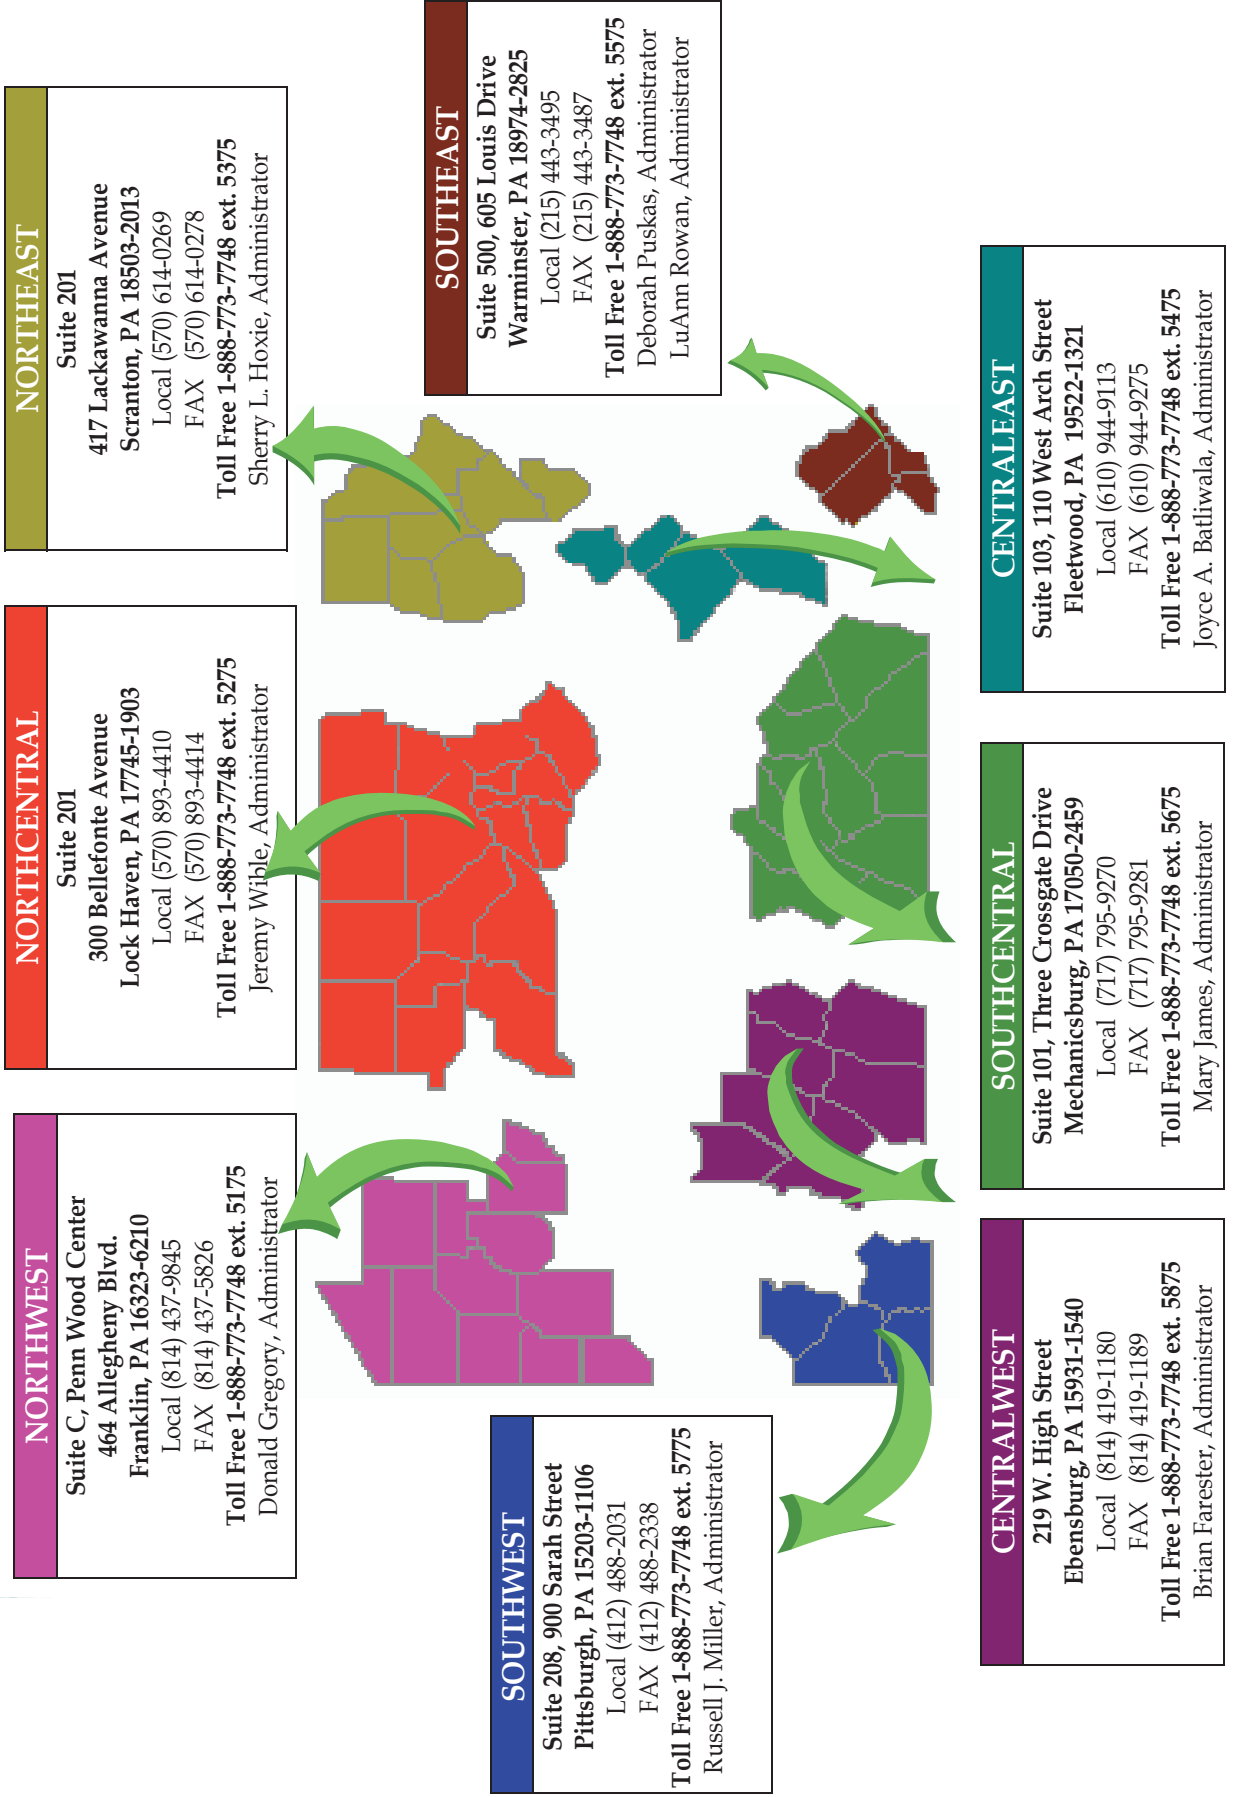 NORTHWEST
Suite C, Penn Wood Center
464 Allegheny Blvd.
Franklin, PA 16323-6210
Local (814) 437-9845
FAX (814) 437-5826
Toll Free 1-888-773-7748 ext. 5175
Donald Gregory, Administrator
NORTHCENTRAL
Suite 201
300 Bellefonte Avenue
Lock Haven, PA 17745-1903
Local (570) 893-4410
FAX (570) 893-4414
Toll Free 1-888-773-7748 ext. 5275
Jeremy Wible, Administrator
NORTHEAST
Suite 201
417 Lackawanna Avenue
Scranton, PA 18503-2013
Local (570) 614-0269
FAX (570) 614-0278
Toll Free 1-888-773-7748 ext. 5375
Sherry L. Hoxie, Administrator
SOUTHWEST
Suite 208, 900 Sarah Street
Pittsburgh, PA 15203-1106
Local (412) 488-2031
FAX (412) 488-2338
Toll Free 1-888-773-7748 ext. 5775
Russell J. Miller, Administrator
SOUTHEAST
Suite 500, 605 Louis Drive
Warminster, PA 18974-2825
Local (215) 443-3495
FAX (215) 443-3487
Toll Free 1-888-773-7748 ext. 5575
Deborah Puskas, Administrator
LuAnn Rowan, Administrator
CENTRALWEST
219 W. High Street
Ebensburg, PA 15931-1540
Local (814) 419-1180
FAX (814) 419-1189
Toll Free 1-888-773-7748 ext. 5875
Brian Farester, Administrator
SOUTHCENTRAL
Suite 101, Three Crossgate Drive
Mechanicsburg, PA 17050-2459
Local (717) 795-9270
FAX (717) 795-9281
Toll Free 1-888-773-7748 ext. 5675
Mary James, Administrator
CENTRALEAST
Suite 103, 110 West Arch Street
Fleetwood, PA 19522-1321
Local (610) 944-9113
FAX (610) 944-9275
Toll Free 1-888-773-7748 ext. 5475
Joyce A. Batliwala, Administrator